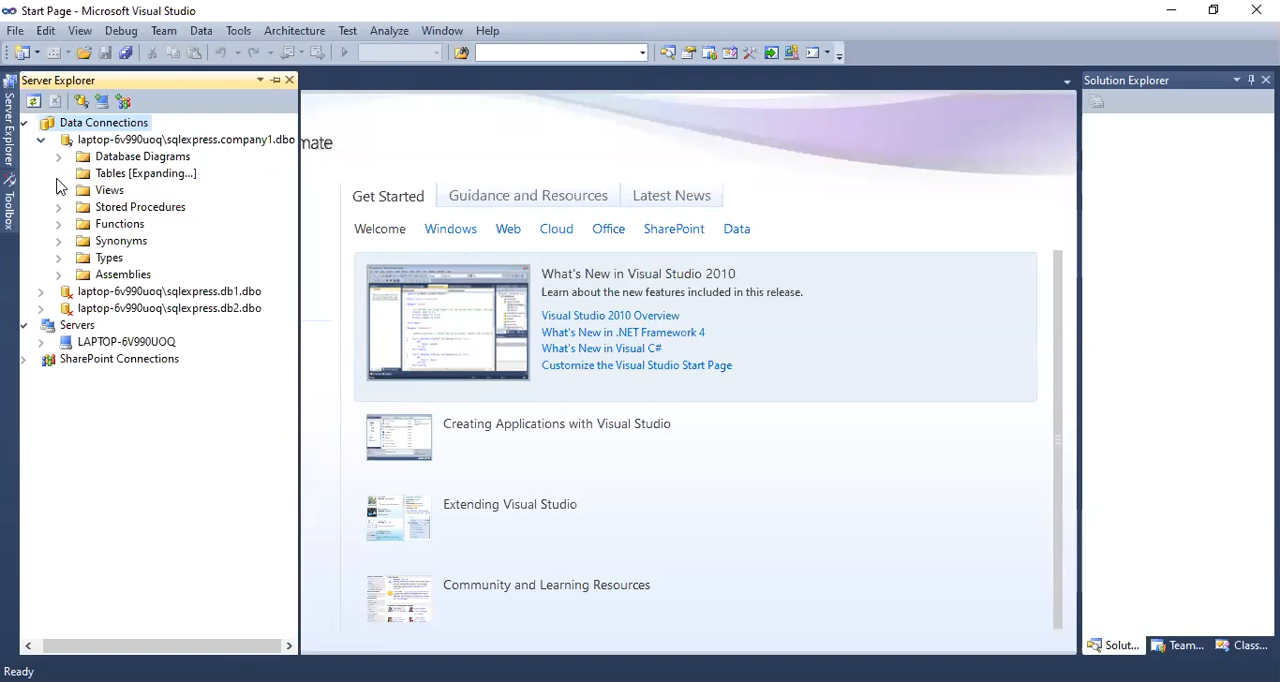 Start Page - Microsoft Visual Studio
File Edit View Debug Team Data Tools Architecture Test Analyze Window Help
Server Explorer
Solution Explorer
Server Explorer
Toolbox
Data Connections
laptop-6v990uoq\sqlexpress.company1.dbo
Database Diagrams
Tables [Expanding...]
Views
Stored Procedures
Functions
Synonyms
Types
Assemblies
laptop-6v990uoq\sqlexpress.db1.dbo
laptop-6v990uoq\sqlexpress.db2.dbo
Servers
LAPTOP-6V990UOQ
SharePoint Connections
mate
Get Started Guidance and Resources Latest News
Welcome Windows Web Cloud Office SharePoint Data
What's New in Visual Studio 2010
Learn about the new features included in this release.
Visual Studio 2010 Overview
What's New in .NET Framework 4
What's New in Visual C#
Customize the Visual Studio Start Page
Creating Applications with Visual Studio
Extending Visual Studio
Community and Learning Resources
Solut... Team... Class...
Ready